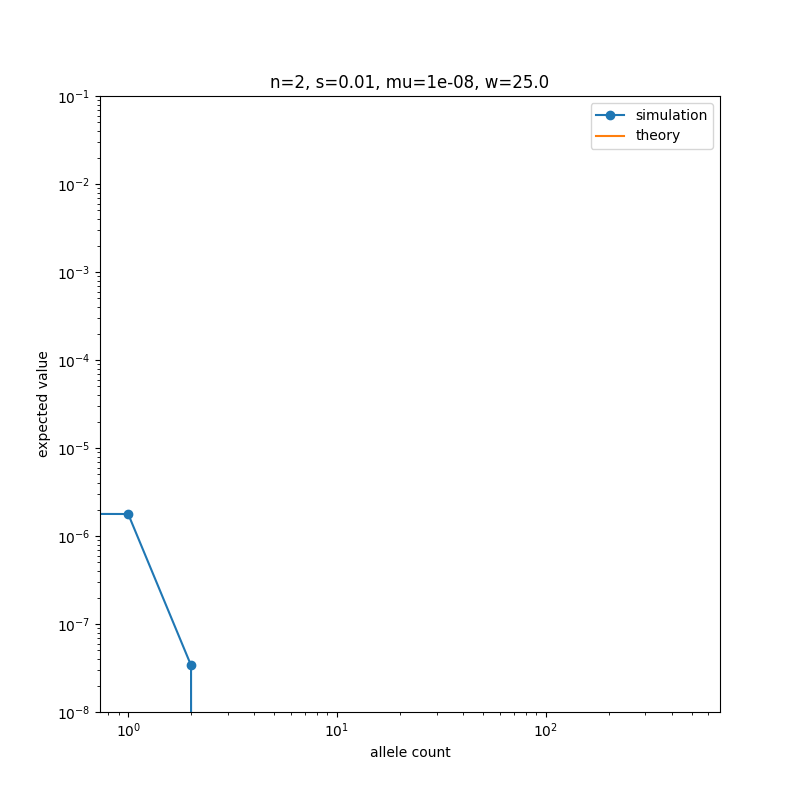 n=2, s=0.01, mu=1e-08, w=25.0
simulation
theory
expected value
10⁻¹
10⁻²
10⁻³
10⁻⁴
10⁻⁵
10⁻⁶
10⁻⁷
10⁻⁸
10⁰ 10¹ 10²
allele count